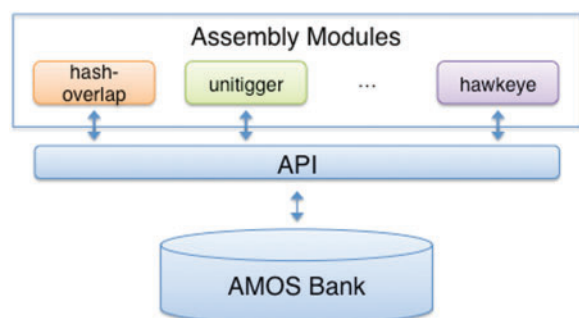 Assembly Modules
hash-
overlap
unitigger
...
hawkeye
API
AMOS Bank